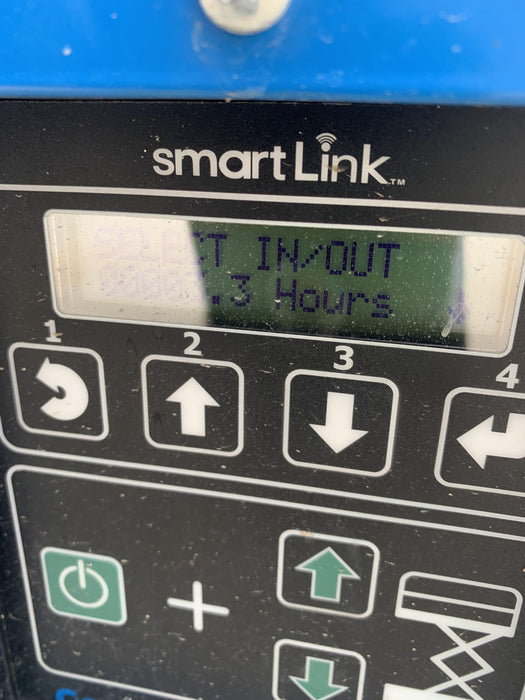 smartLink™
SELECT IN/OUT
.3 Hours
1 2 3 4